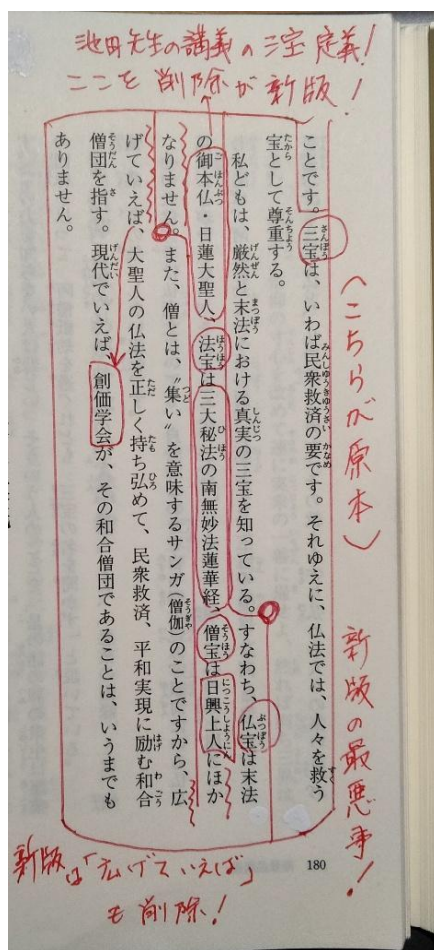 池田先生の講義の三宝定義!
ここを削除が新版!
ことです。三宝は、いわば民衆救済の要です。それゆえに、仏法では、人々を救う
宝として尊重する。
私どもは、厳然と末法における真実の三宝を知っている。すなわち、仏宝は末法
の御本仏・日蓮大聖人、法宝は三大秘法の南無妙法蓮華経、僧宝は日興上人にほか
なりません。また、僧とは、〝集い〟を意味するサンガ(僧伽)のことですから、広
げていえば、大聖人の仏法を正しく持ち弘めて、民衆救済、平和実現に励む和合
僧団を指す。現代でいえば、創価学会が、その和合僧団であることは、いうまでも
ありません。
(こちらが原本)
新版の最悪事!
180
新版は「広げていえば」
も削除!